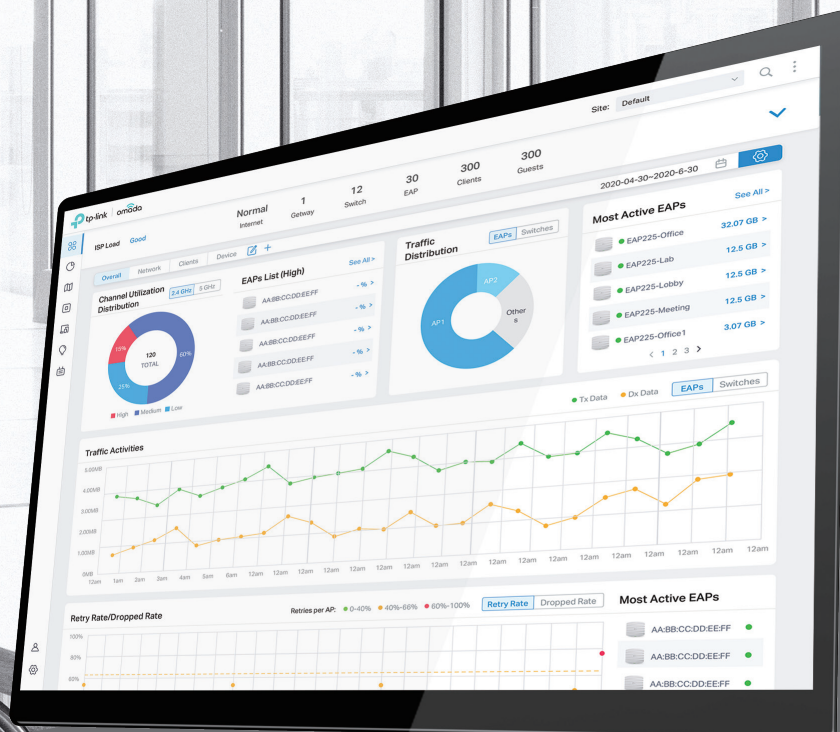 Site: Default
tp-link omada
Normal
Internet
1
Getway
12
Switch
30
EAP
300
Clients
300
Guests
ISP Load Good
2020-04-30~2020-6-30
Overall Network Clients Device
Channel Utilization
Distribution
2.4 GHz 5 GHz
15%
60%
25%
120
TOTAL
High Medium Low
EAPs List (High)
See All >
AA:BB:CC:DD:EE:FF - % >
AA:BB:CC:DD:EE:FF - % >
AA:BB:CC:DD:EE:FF - % >
AA:BB:CC:DD:EE:FF - % >
AA:BB:CC:DD:EE:FF - % >
Traffic
Distribution
EAPs Switches
AP1
AP2
Other
s
Most Active EAPs
See All >
EAP225-Office 32.07 GB >
EAP225-Lab 12.5 GB >
EAP225-Lobby 12.5 GB >
EAP225-Meeting 12.5 GB >
EAP225-Office1 3.07 GB >
< 1 2 3 >
Traffic Activities
Tx Data Dx Data EAPs Switches
5.00MB
4.00MB
3.00MB
2.00MB
1.00MB
0MB
12am 1am 2am 3am 4am 5am 8am 12am 12am 12am 12am 12am 12am 12am 12am 12am 12am 12am 12am 12am 12am
Retry Rate/Dropped Rate
Retries per AP: 0-40% 40%-66% 60%-100%
Retry Rate Dropped Rate
100%
80%
60%
Most Active EAPs
AA:BB:CC:DD:EE:FF
AA:BB:CC:DD:EE:FF
AA:BB:CC:DD:EE:FF